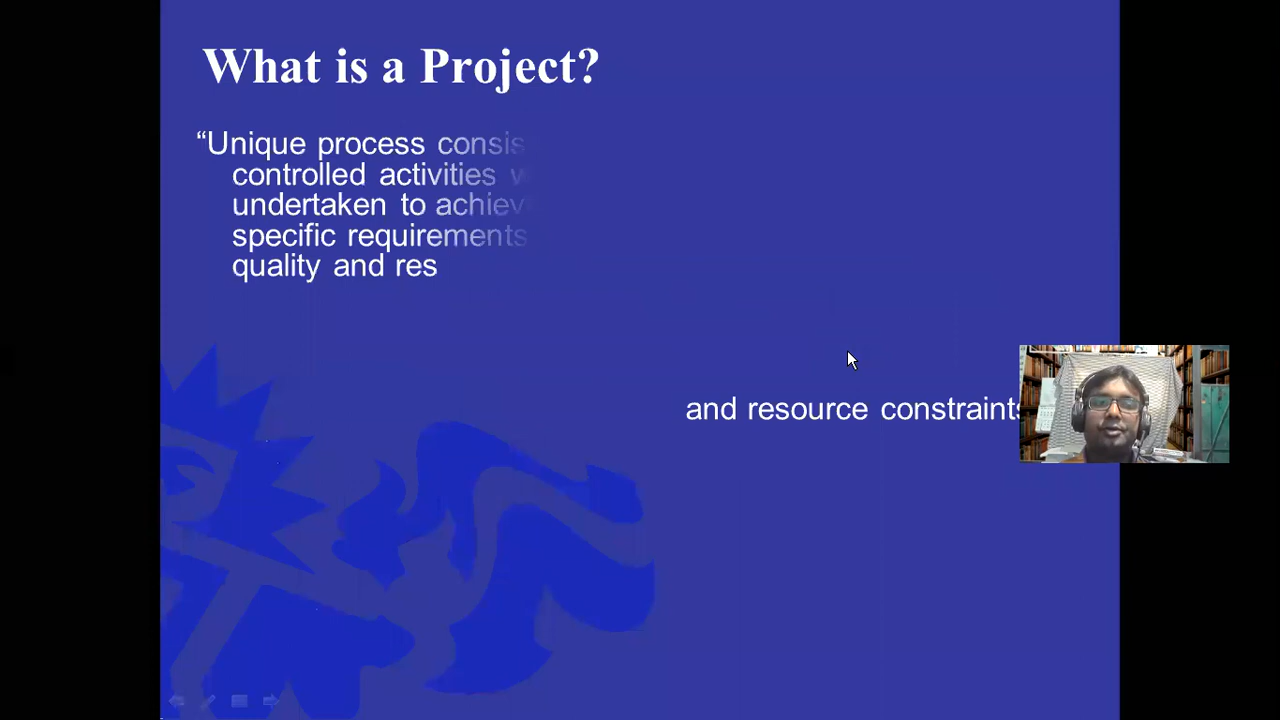 What is a Project?
“Unique process consis
controlled activities
undertaken to achiev
specific requirements
quality and res
and resource constraints